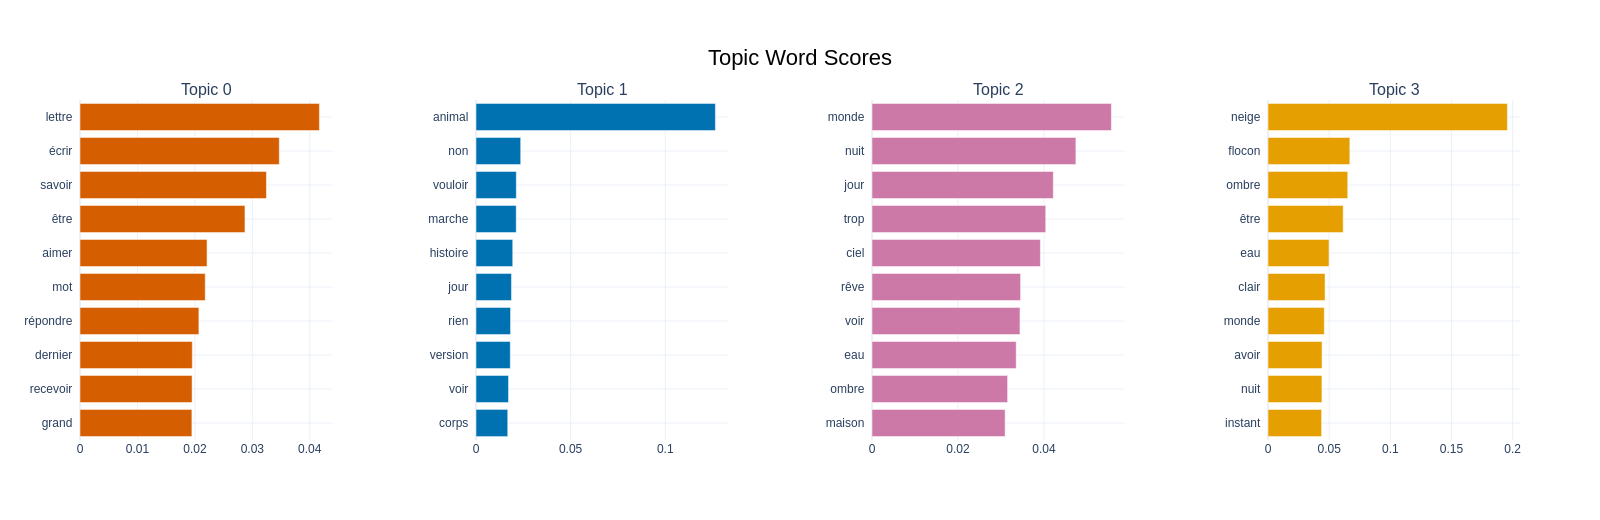 Topic Word Scores
Topic 0
lettre
écrir
savoir
être
aimer
mot
répondre
dernier
recevoir
grand
0 0.01 0.02 0.03 0.04
Topic 1
animal
non
vouloir
marche
histoire
jour
rien
version
voir
corps
0 0.05 0.1
Topic 2
monde
nuit
jour
trop
ciel
rêve
voir
eau
ombre
maison
0 0.02 0.04
Topic 3
neige
flocon
ombre
être
eau
clair
monde
avoir
nuit
instant
0 0.05 0.1 0.15 0.2